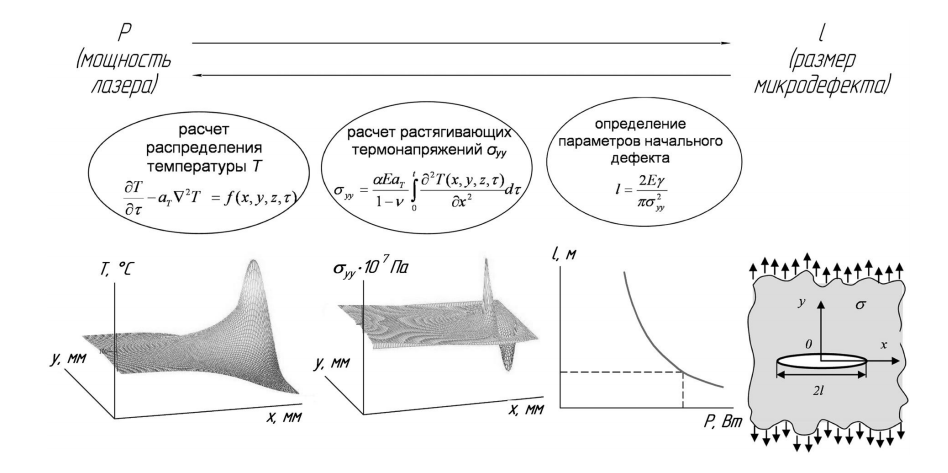 P
(мощность
лазера)
l
(размер
микродефекта)
расчет
распределения
температуры T
∂T/∂τ − a_T∇²T = f(x, y, z, τ)
расчет растягивающих
термонапряжений σ_yy
σ_yy = αEa_T/(1−ν) ∫₀ᵗ ∂²T(x, y, z, τ)/∂x² dτ
определение
параметров начального
дефекта
l = 2Eγ/πσ²_yy
T, °C
y, мм
x, мм
σ_yy·10⁷ Па
y, мм
x, мм
l, м
P, Вт
y
σ
0
x
2l